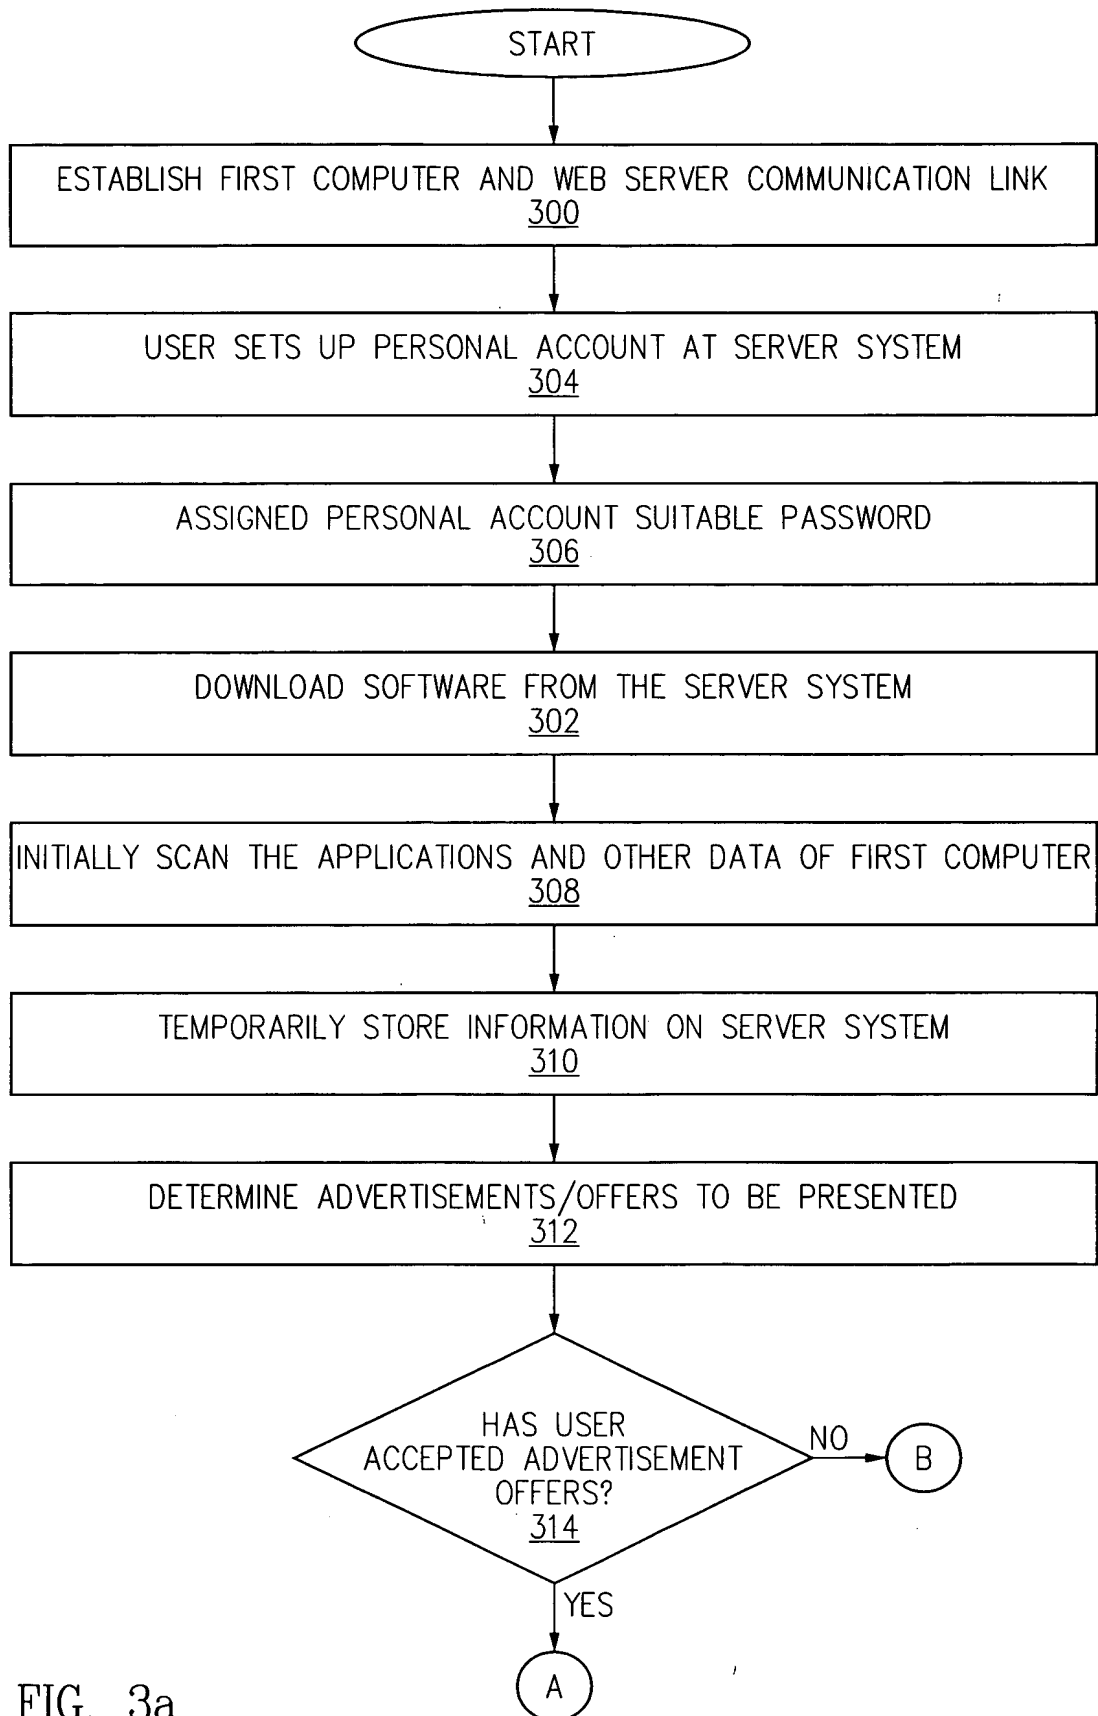 START
ESTABLISH FIRST COMPUTER AND WEB SERVER COMMUNICATION LINK
300
USER SETS UP PERSONAL ACCOUNT AT SERVER SYSTEM
304
ASSIGNED PERSONAL ACCOUNT SUITABLE PASSWORD
306
DOWNLOAD SOFTWARE FROM THE SERVER SYSTEM
302
INITIALLY SCAN THE APPLICATIONS AND OTHER DATA OF FIRST COMPUTER
308
TEMPORARILY STORE INFORMATION ON SERVER SYSTEM
310
DETERMINE ADVERTISEMENTS/OFFERS TO BE PRESENTED
312
HAS USER
ACCEPTED ADVERTISEMENT
OFFERS?
314
NO
B
YES
A
FIG. 3a